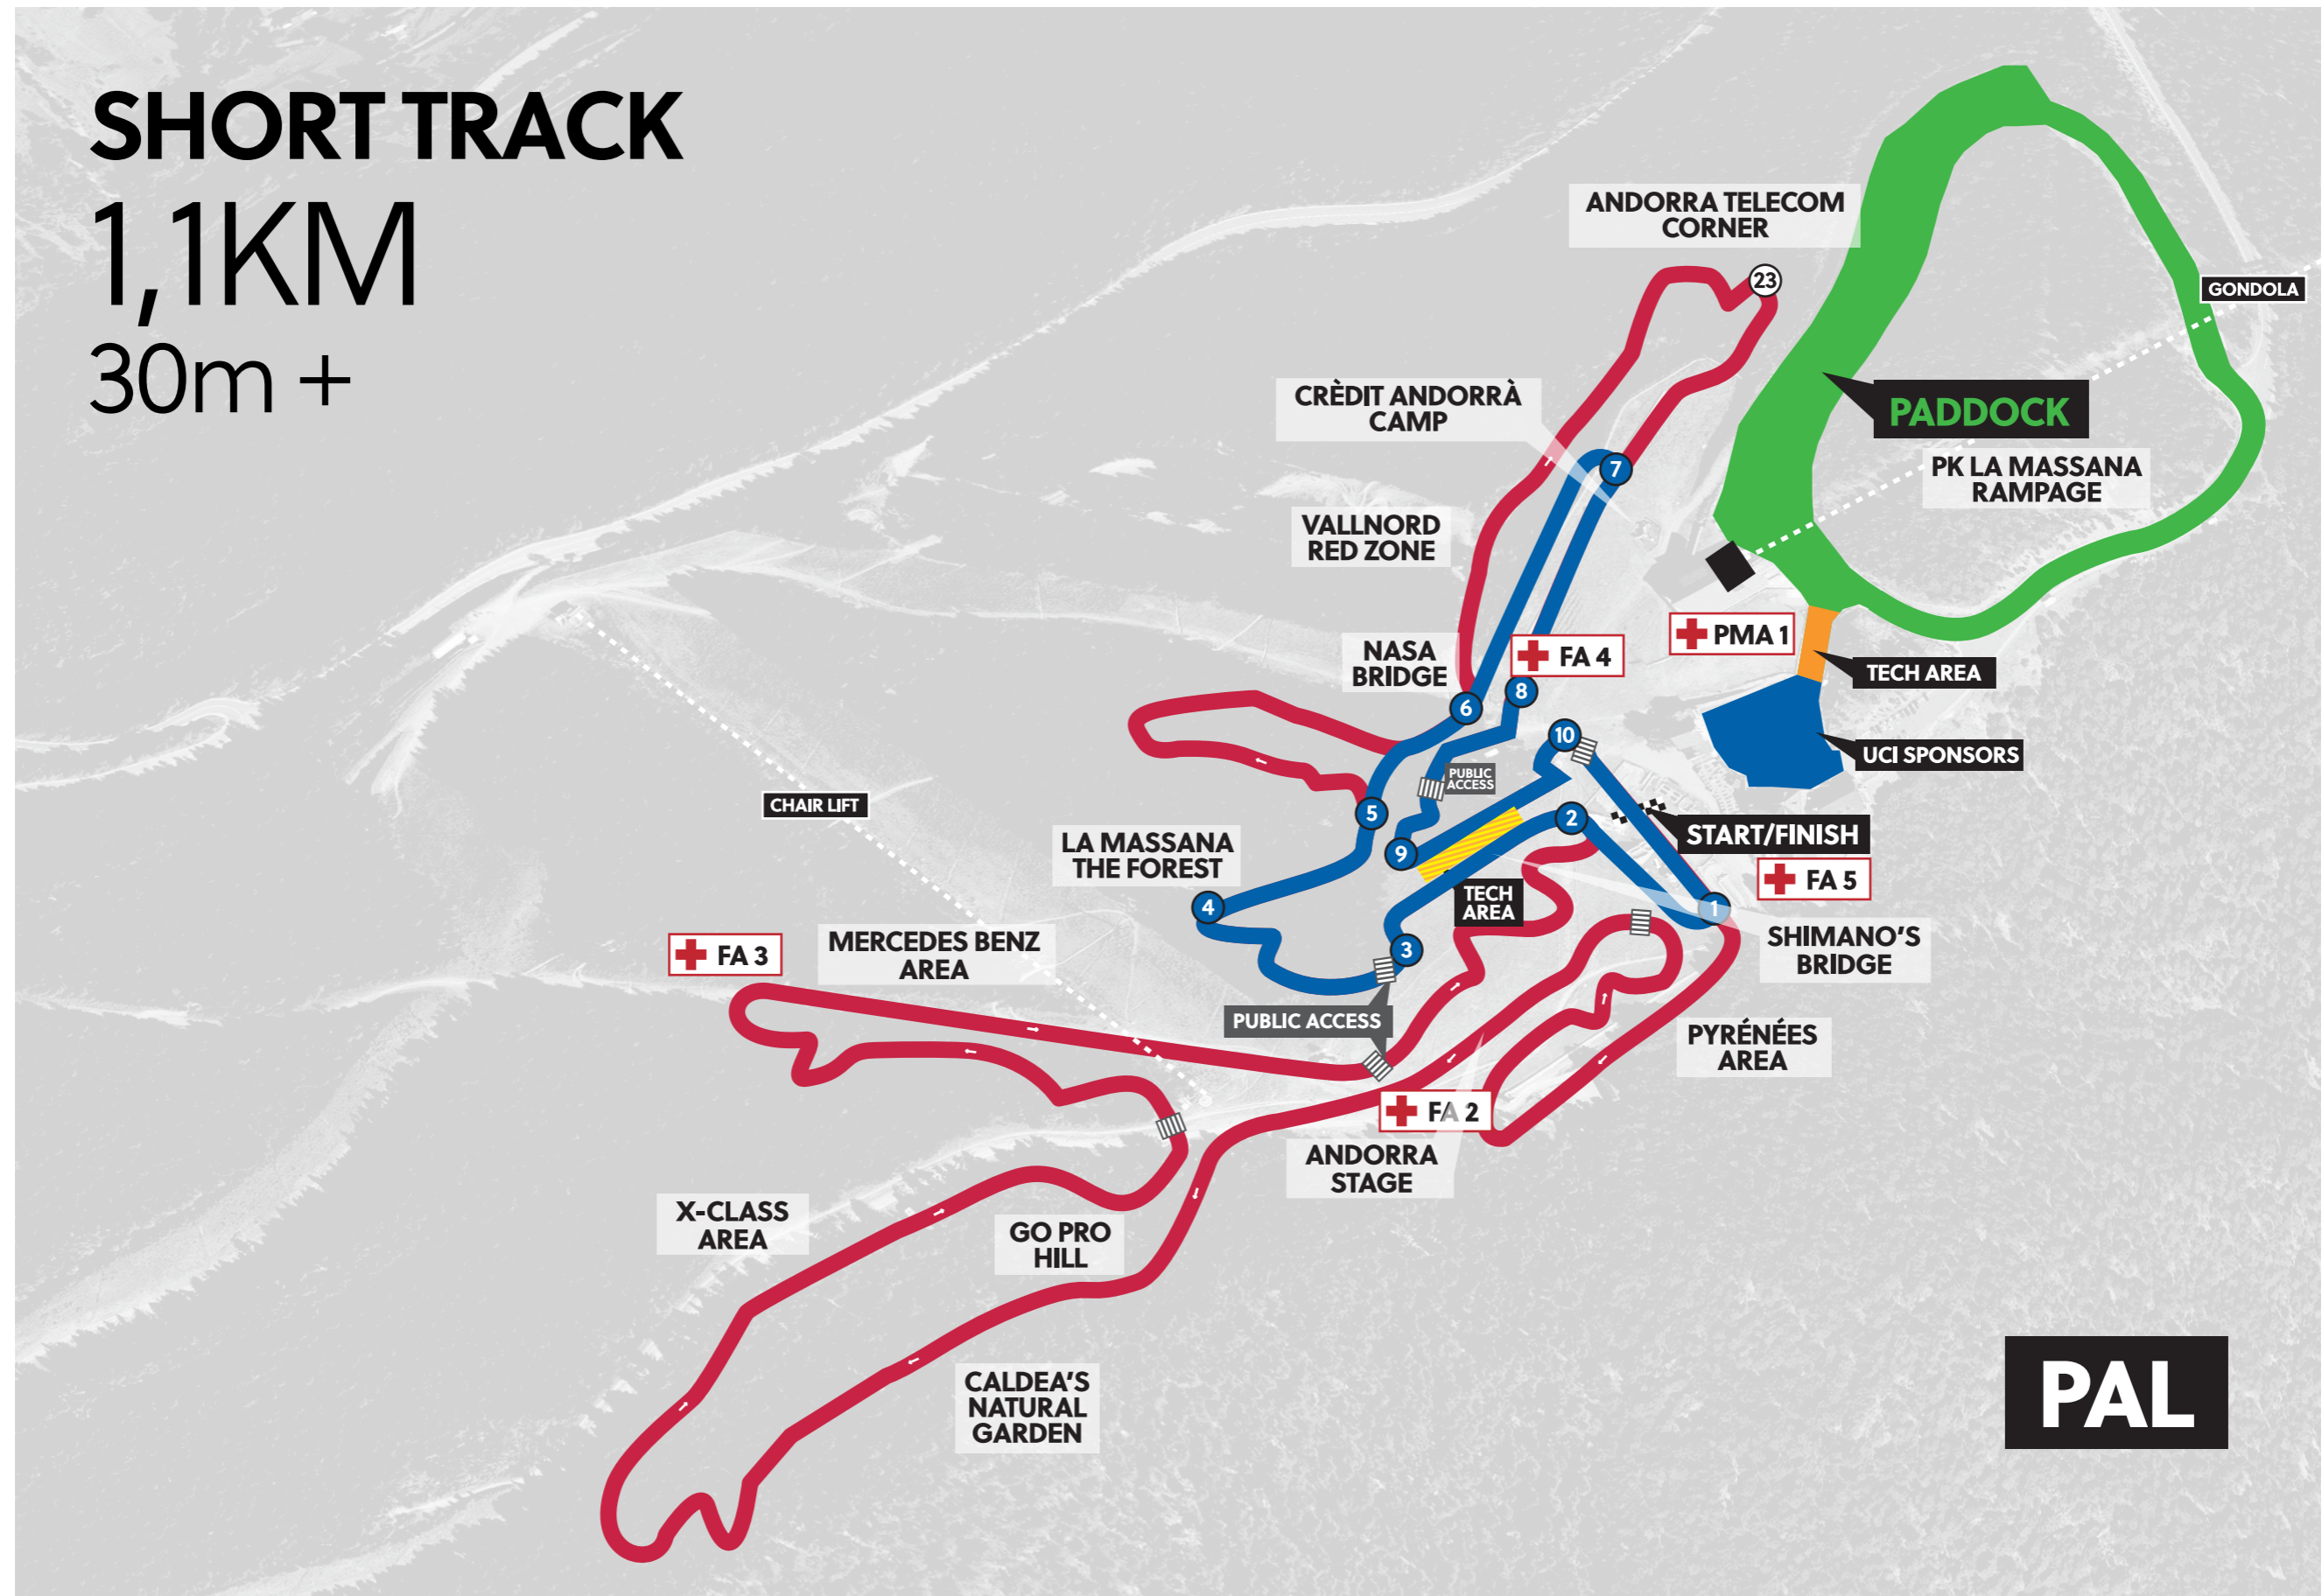 SHORT TRACK
1,1KM
30m +
ANDORRA TELECOM
CORNER
23
GONDOLA
CRÈDIT ANDORRÀ
CAMP
PADDOCK
7
PK LA MASSANA
RAMPAGE
VALLNORD
RED ZONE
NASA
BRIDGE
FA 4
PMA 1
TECH AREA
8
6
10
UCI SPONSORS
PUBLIC
ACCESS
CHAIR LIFT
5
2
START/FINISH
LA MASSANA
THE FOREST
9
FA 5
TECH
AREA
4
1
3
SHIMANO'S
BRIDGE
MERCEDES BENZ
AREA
FA 3
PUBLIC ACCESS
PYRÉNÉES
AREA
FA 2
ANDORRA
STAGE
X-CLASS
AREA
GO PRO
HILL
CALDEA'S
NATURAL
GARDEN
PAL